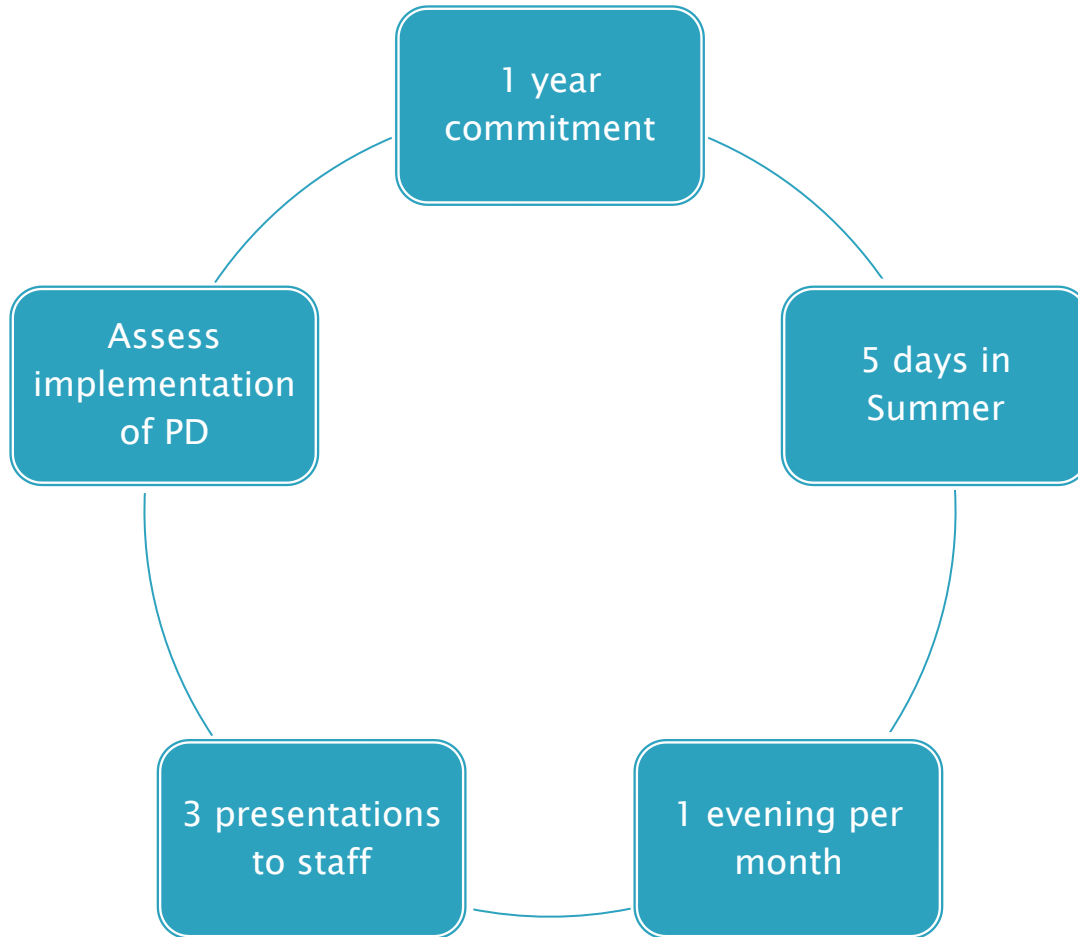 1 year
commitment
5 days in
Summer
1 evening per
month
3 presentations
to staff
Assess
implementation
of PD